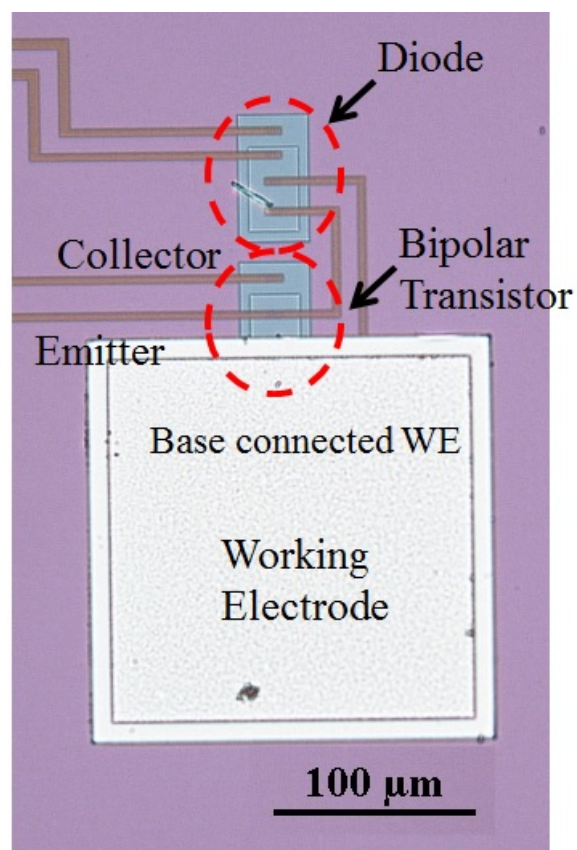 Diode
Collector
Bipolar
Transistor
Emitter
Base connected WE
Working
Electrode
100 μm